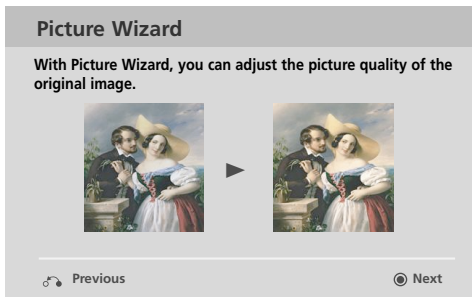 Picture Wizard
With Picture Wizard, you can adjust the picture quality of the
original image.
Previous
Next